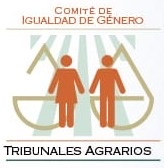 COMITÉ DE
IGUALDAD DE GÉNERO
TRIBUNALES AGRARIOS